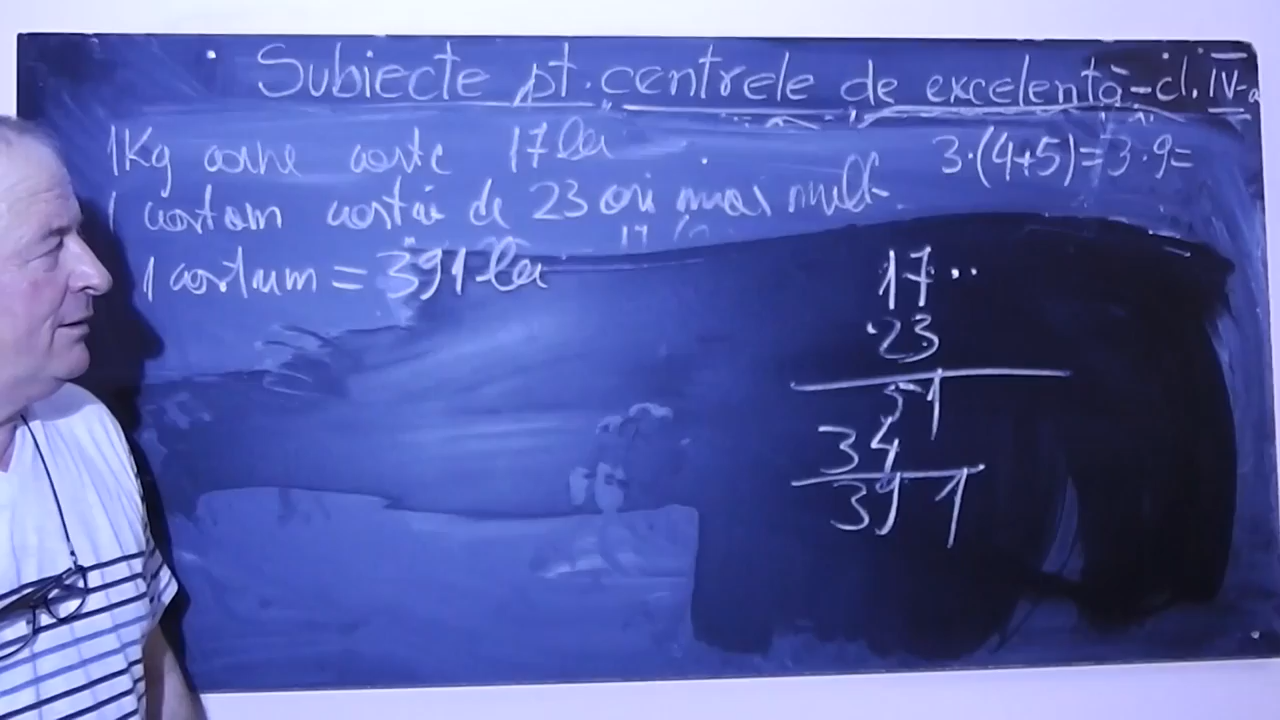 Subiecte pt. centrele de excelență - cl. IV-a
1Kg carne costă 17 lei
1 costum costă de 23 ori mai mult.
1 costum = 391 lei
3·(4+5)=3·9=
17
23
51
34
391